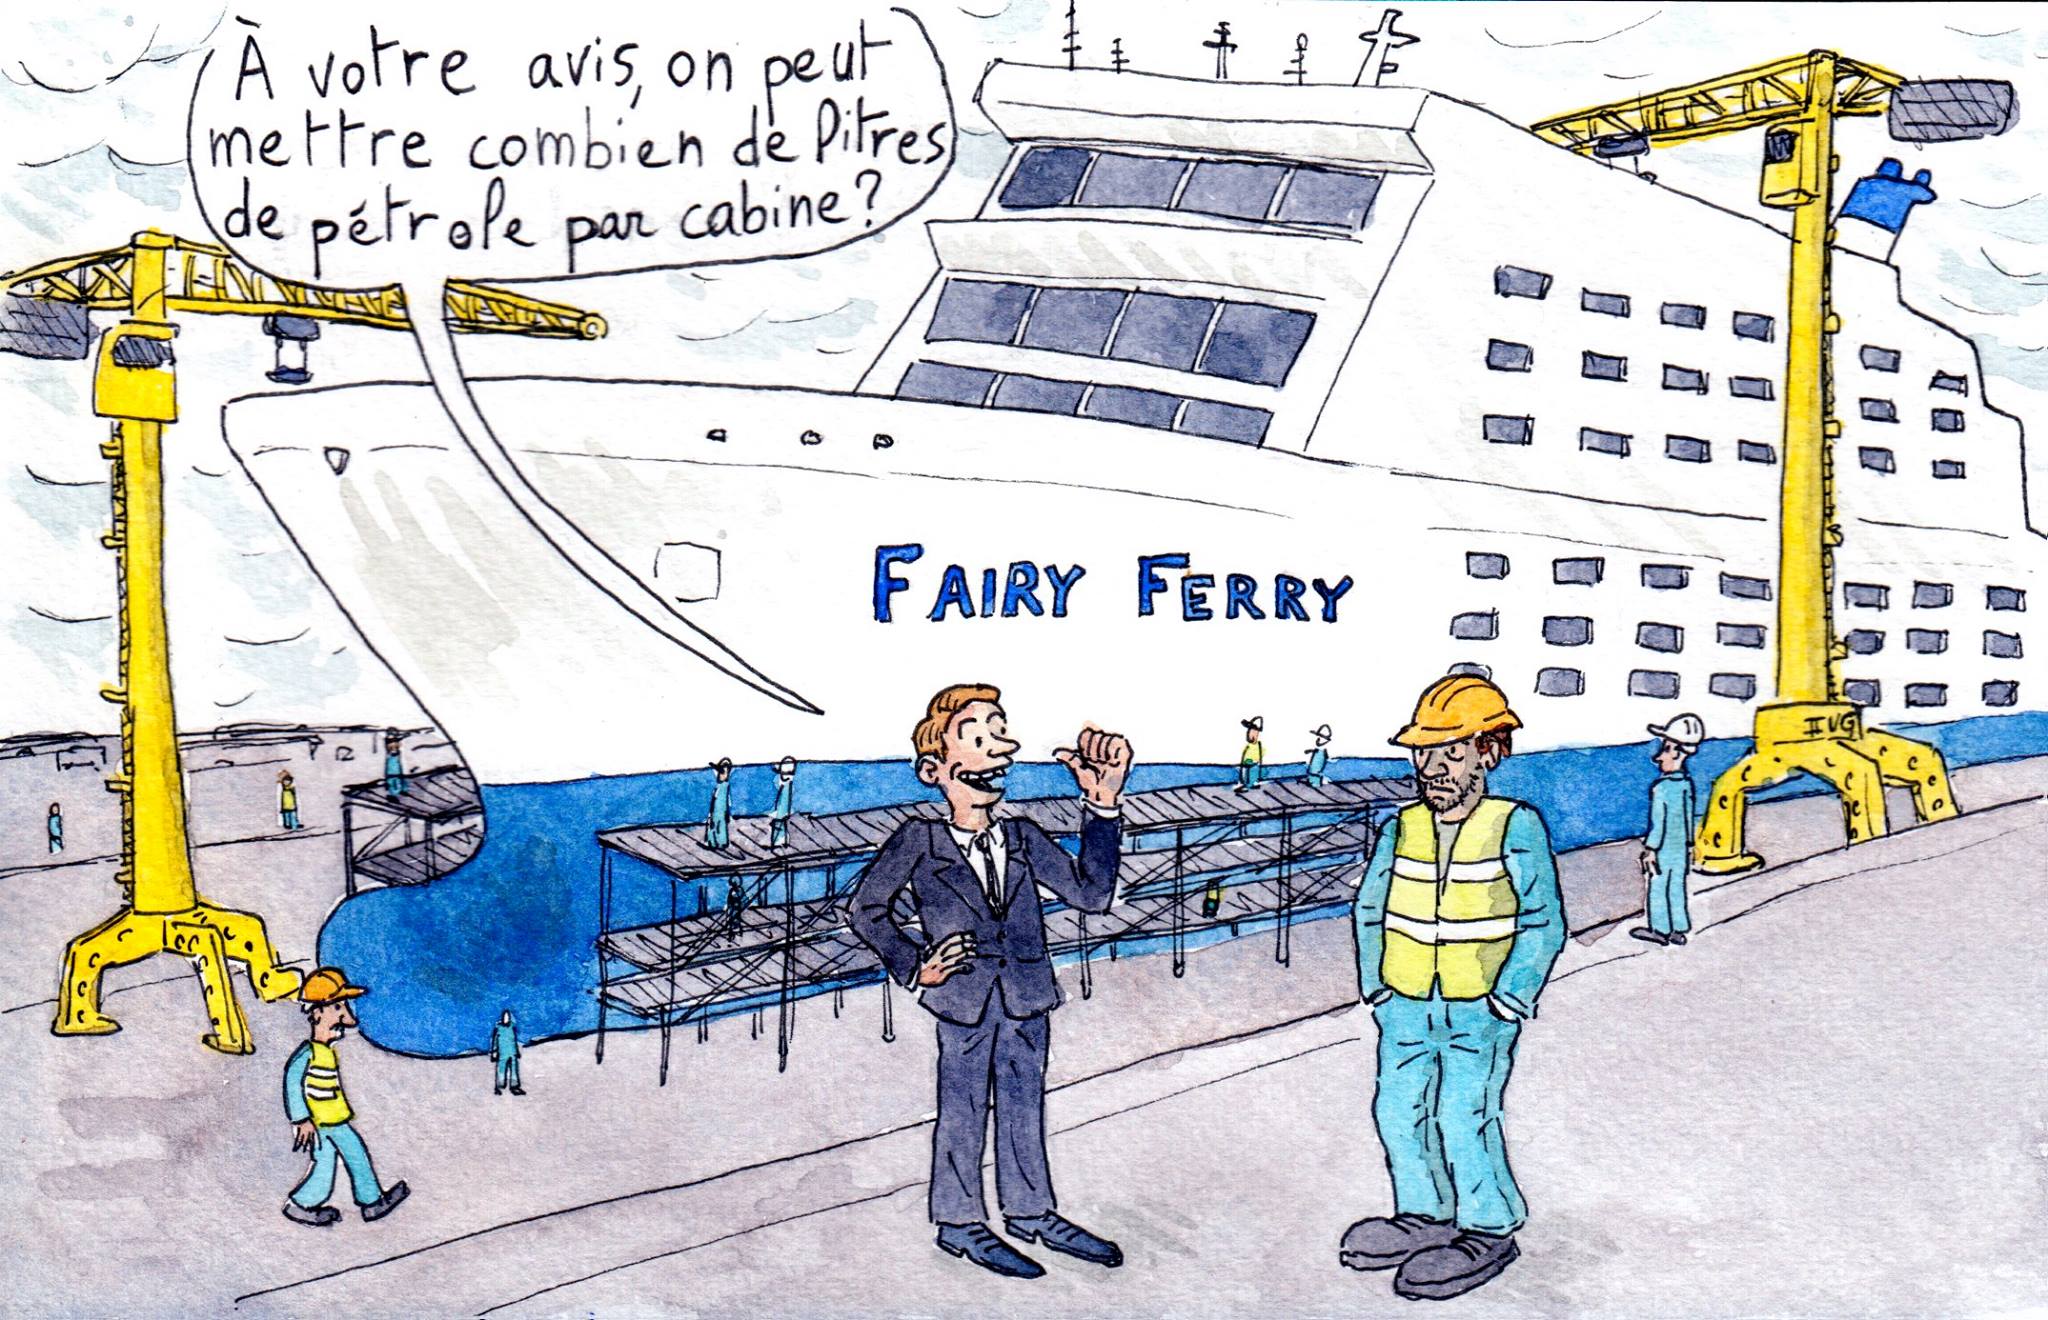 À votre avis, on peut
mettre combien de litres
de pétrole par cabine?
FAIRY FERRY